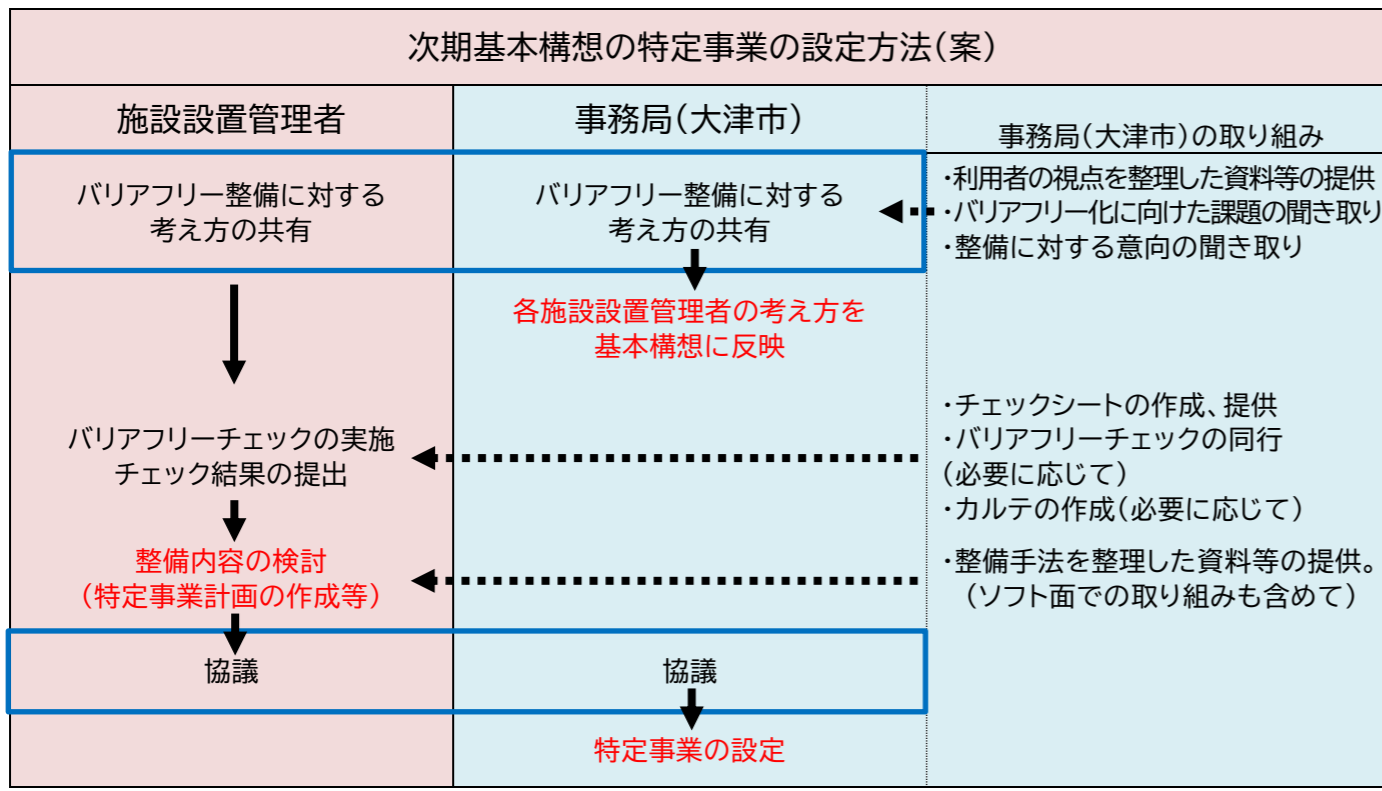 次期基本構想の特定事業の設定方法(案)
施設設置管理者
事務局(大津市)
事務局(大津市)の取り組み
バリアフリー整備に対する
考え方の共有
バリアフリー整備に対する
考え方の共有
・利用者の視点を整理した資料等の提供
・バリアフリー化に向けた課題の聞き取り
・整備に対する意向の聞き取り
各施設設置管理者の考え方を
基本構想に反映
バリアフリーチェックの実施
チェック結果の提出
・チェックシートの作成、提供
・バリアフリーチェックの同行
(必要に応じて)
・カルテの作成(必要に応じて)
整備内容の検討
(特定事業計画の作成等)
・整備手法を整理した資料等の提供。
(ソフト面での取り組みも含めて)
協議
協議
特定事業の設定